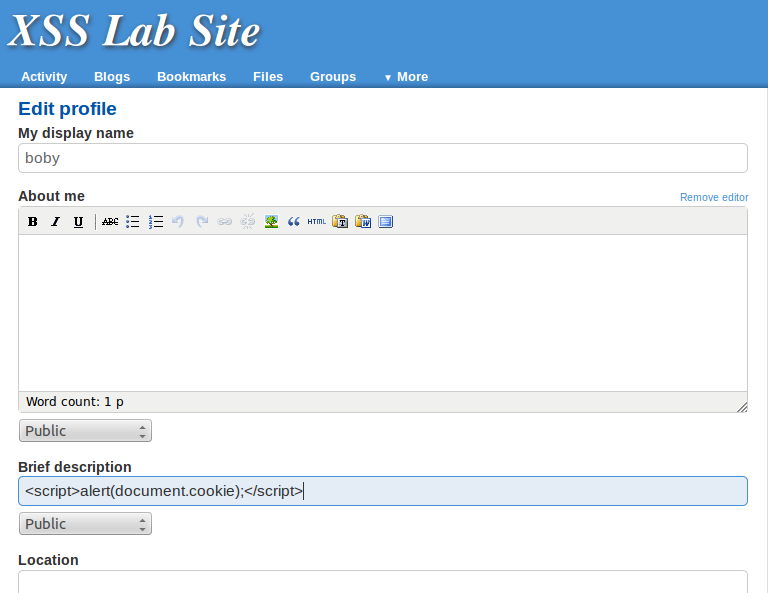 XSS Lab Site
Activity Blogs Bookmarks Files Groups ▼ More
Edit profile
My display name
boby
About me Remove editor
B I U ABC HTML
Word count: 1 p
Public
Brief description
<script>alert(document.cookie);</script>
Public
Location